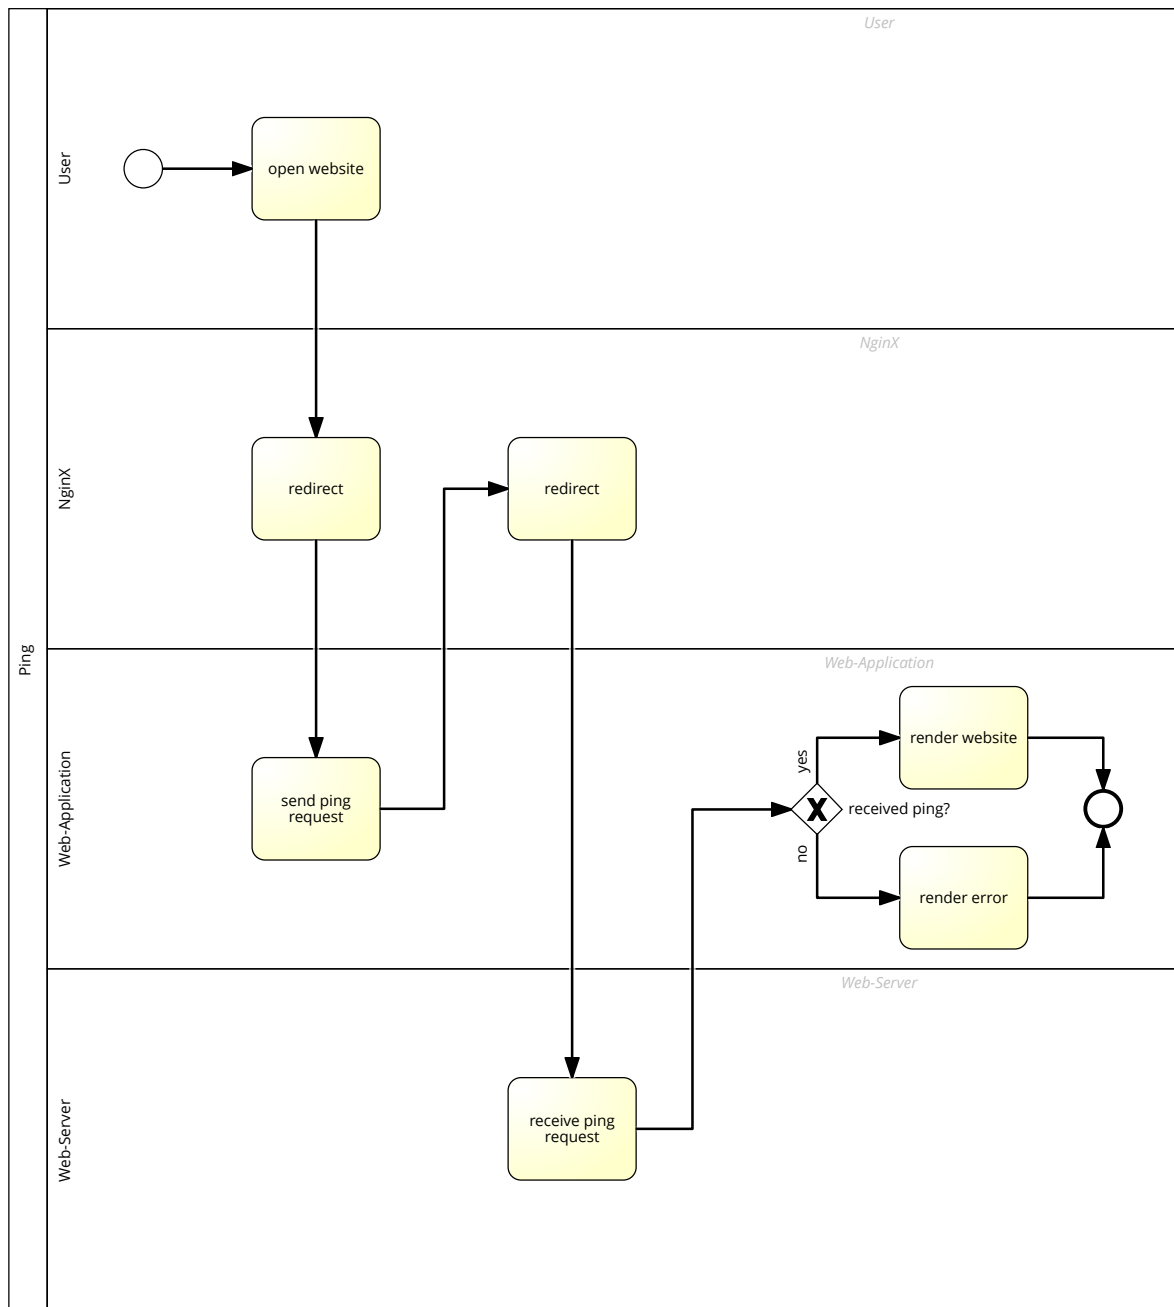 Ping
User
User
open website
NginX
NginX
redirect
redirect
Web-Application
Web-Application
send ping
request
yes
no
received ping?
render website
render error
Web-Server
Web-Server
receive ping
request